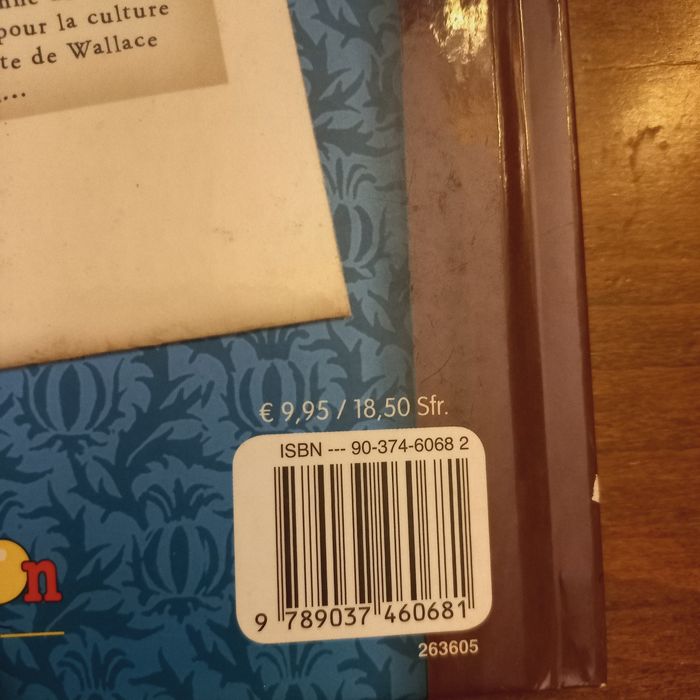 pour la culture
te de Wallace
...
€ 9,95 / 18,50 Sfr.
ISBN --- 90-374-6068 2
9 789037 460681
n
263605